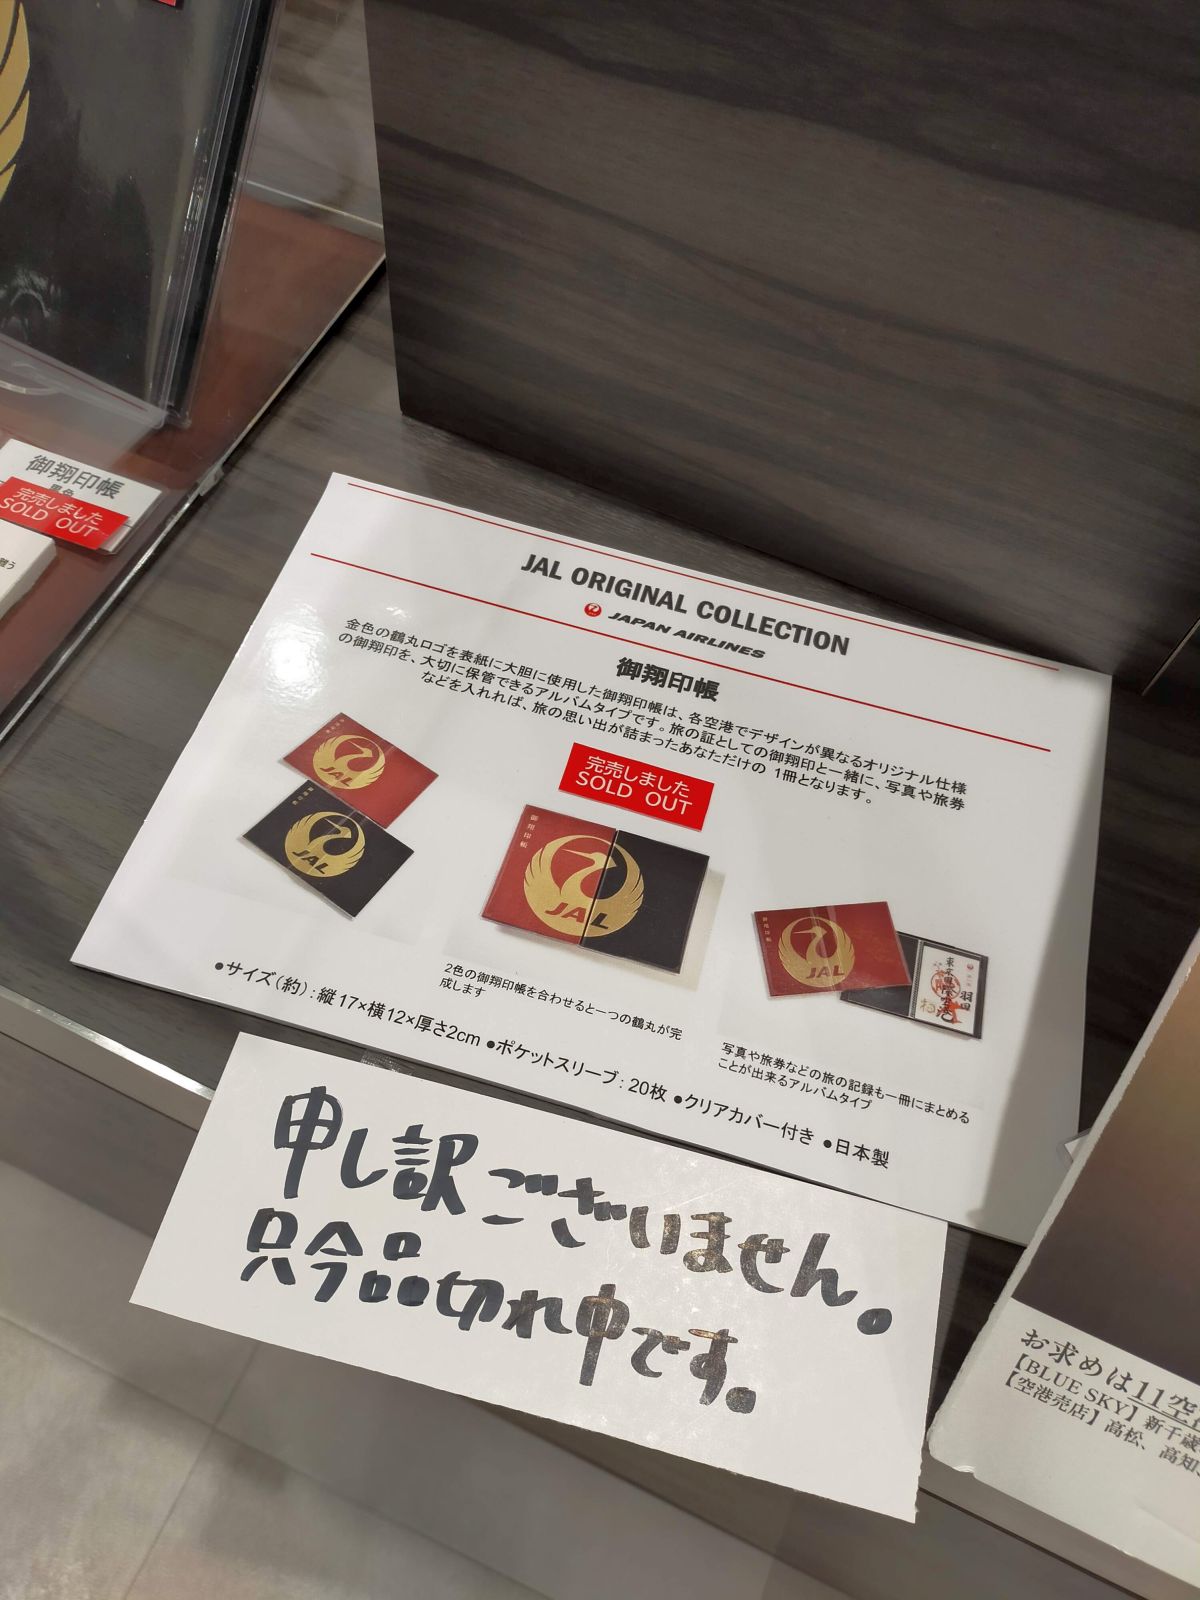 御翔印帳
黒色
完売しました
SOLD OUT
JAL ORIGINAL COLLECTION
JAPAN AIRLINES
御翔印帳
金色の鶴丸ロゴを表紙に大胆に使用した御翔印帳は、各空港でデザインが異なるオリジナル仕様
の御翔印を、大切に保管できるアルバムタイプです。旅の証としての御翔印と一緒に、写真や旅券
などを入れれば、旅の思い出が詰まったあなただけの 1冊となります。
完売しました
SOLD OUT
JAL
JAL
御翔印帳
JAL
御翔印帳
JAL
羽田
2色の御翔印帳を合わせると一つの鶴丸が完
成します
写真や旅券などの旅の記録も一冊にまとめる
ことが出来るアルバムタイプ
●サイズ(約):縦17×横12×厚さ2cm ●ポケットスリーブ:20枚 ●クリアカバー付き ●日本製
申し訳ございません。
只今品切れ中です。
お求めは11空
【BLUE SKY】新千歳
【空港売店】高松、高知